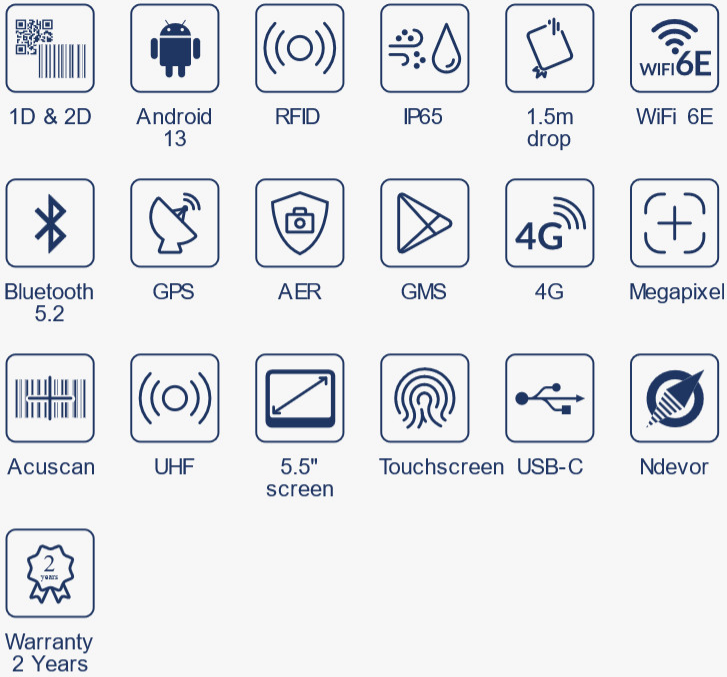 WIFI 6E
1D & 2D
Android
13
RFID
IP65
1.5m
drop
WiFi 6E
4G
Bluetooth
5.2
GPS
AER
GMS
4G
Megapixel
Acuscan
UHF
5.5"
screen
Touchscreen
USB-C
Ndevor
2
years
Warranty
2 Years